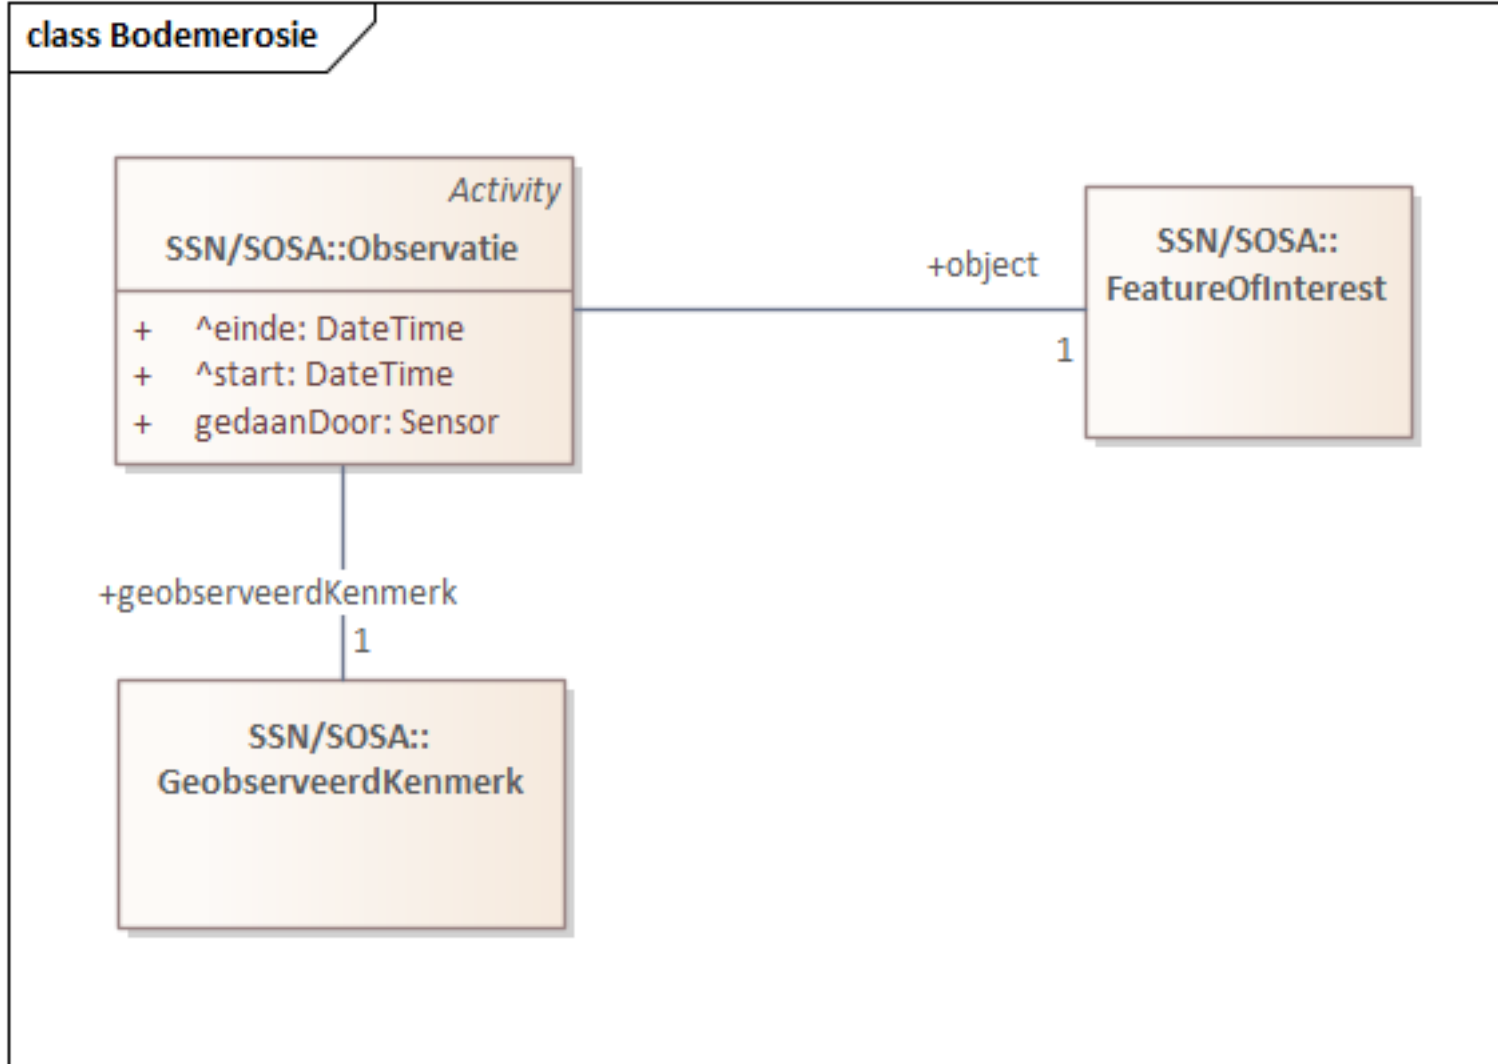 class Bodemerosie
Activity
SSN/SOSA::Observatie
+ ^einde: DateTime
+ ^start: DateTime
+ gedaanDoor: Sensor
+object
1
SSN/SOSA::
FeatureOfInterest
+geobserveerdKenmerk
1
SSN/SOSA::
GeobserveerdKenmerk